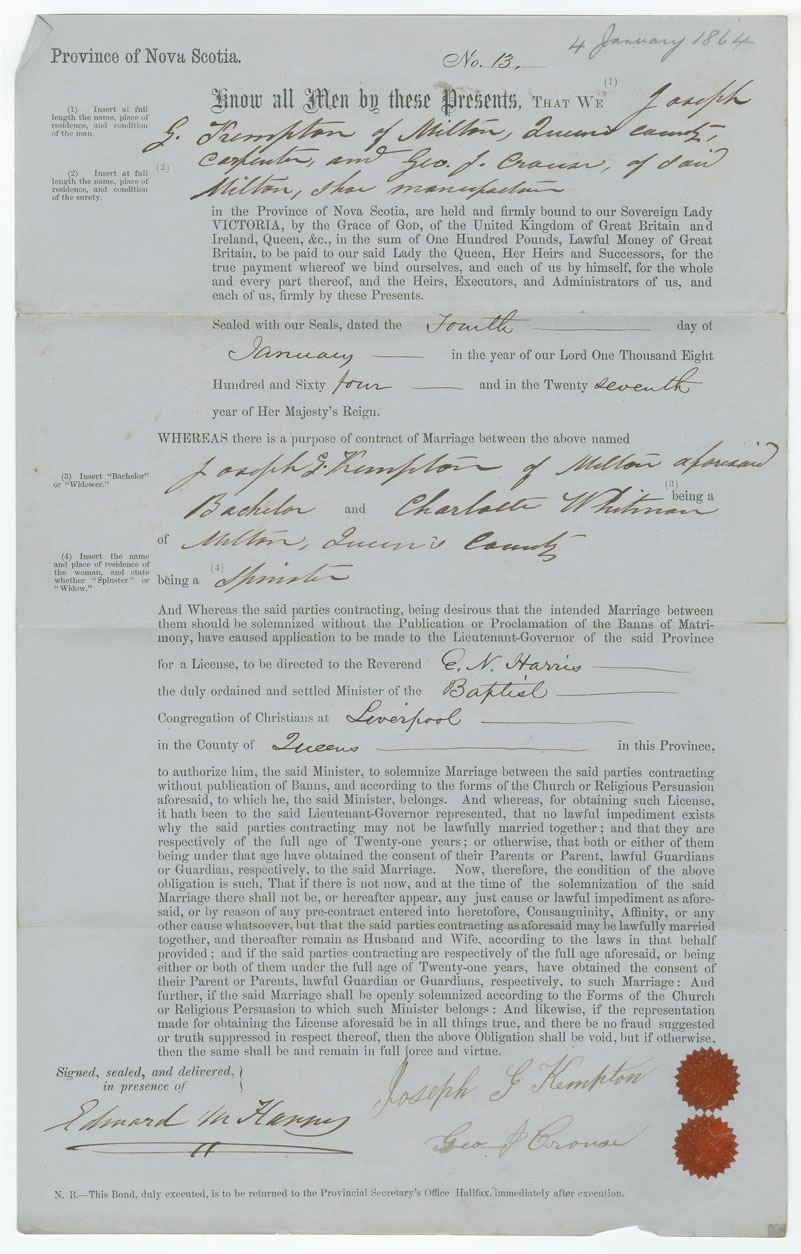 4 January 1864
Province of Nova Scotia.
No. 13.
Know all Men by these Presents, THAT WE (1) Joseph
G. Kempton of Milton, Queens County,
Carpenter, and (2) Geo. J. Crouse, of said
Milton, shoe manufacturer
(1) Insert at full
length the name, place of
residence, and condition
of the man.
(2) Insert at full
length the name, place of
residence, and condition
of the surety.
in the Province of Nova Scotia, are held and firmly bound to our Sovereign Lady
VICTORIA, by the Grace of GOD, of the United Kingdom of Great Britain and
Ireland, Queen, &c., in the sum of One Hundred Pounds, Lawful Money of Great
Britain, to be paid to our said Lady the Queen, Her Heirs and Successors, for the
true payment whereof we bind ourselves, and each of us by himself, for the whole
and every part thereof, and the Heirs, Executors, and Administrators of us, and
each of us, firmly by these Presents.
Sealed with our Seals, dated the Fourth day of
January in the year of our Lord One Thousand Eight
Hundred and Sixty four and in the Twenty seventh
year of Her Majesty's Reign.
WHEREAS there is a purpose of contract of Marriage between the above named
Joseph G. Kempton of Milton aforesaid
(3) being a
Bachelor and Charlotte Whitman
of Milton, Queen's County
being a (4) Spinster
(3) Insert "Bachelor"
or "Widower."
(4) Insert the name
and place of residence of
the woman, and state
whether "Spinster" or
"Widow."
And Whereas the said parties contracting, being desirous that the intended Marriage between
them should be solemnized without the Publication or Proclamation of the Banns of Matri-
mony, have caused application to be made to the Lieutenant-Governor of the said Province
for a License, to be directed to the Reverend E. N. Harris
the duly ordained and settled Minister of the Baptist
Congregation of Christians at Liverpool
in the County of Queens in this Province,
to authorize him, the said Minister, to solemnize Marriage between the said parties contracting
without publication of Banns, and according to the forms of the Church or Religious Persuasion
aforesaid, to which he, the said Minister, belongs. And whereas, for obtaining such License,
it hath been to the said Lieutenant-Governor represented, that no lawful impediment exists
why the said parties contracting may not be lawfully married together; and that they are
respectively of the full age of Twenty-one years; or otherwise, that both or either of them
being under that age have obtained the consent of their Parents or Parent, lawful Guardians
or Guardian, respectively, to the said Marriage. Now, therefore, the condition of the above
obligation is such, That if there is not now, and at the time of the solemnization of the said
Marriage there shall not be, or hereafter appear, any just cause or lawful impediment as afore-
said, or by reason of any pre-contract entered into heretofore, Consanguinity, Affinity, or any
other cause whatsoever, but that the said parties contracting as aforesaid may be lawfully married
together, and thereafter remain as Husband and Wife, according to the laws in that behalf
provided; and if the said parties contracting are respectively of the full age aforesaid, or being
either or both of them under the full age of Twenty-one years, have obtained the consent of
their Parent or Parents, lawful Guardian or Guardians, respectively, to such Marriage: And
further, if the said Marriage shall be openly solemnized according to the Forms of the Church
or Religious Persuasion to which such Minister belongs: And likewise, if the representation
made for obtaining the License aforesaid be in all things true, and there be no fraud suggested
or truth suppressed in respect thereof, then the above Obligation shall be void, but if otherwise,
then the same shall be and remain in full force and virtue.
Signed, sealed, and delivered,
in presence of
Edward M Harris
Joseph G Kempton
Geo J Crouse
N. B.—This Bond, duly executed, is to be returned to the Provincial Secretary's Office Halifax, immediately after execution.